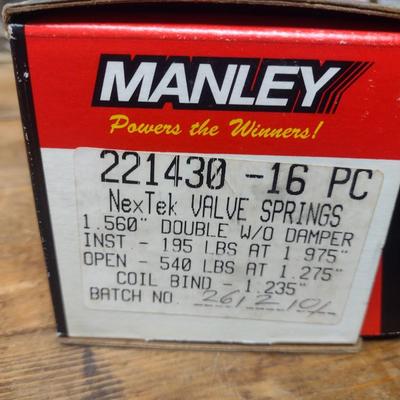 MANLEY
Powers the Winners!
221430 -16 PC
NexTek VALVE SPRINGS
1.560" DOUBLE W/O DAMPER
INST - 195 LBS AT 1.975"
OPEN - 540 LBS AT 1.275"
COIL BIND - 1.235"
BATCH NO.